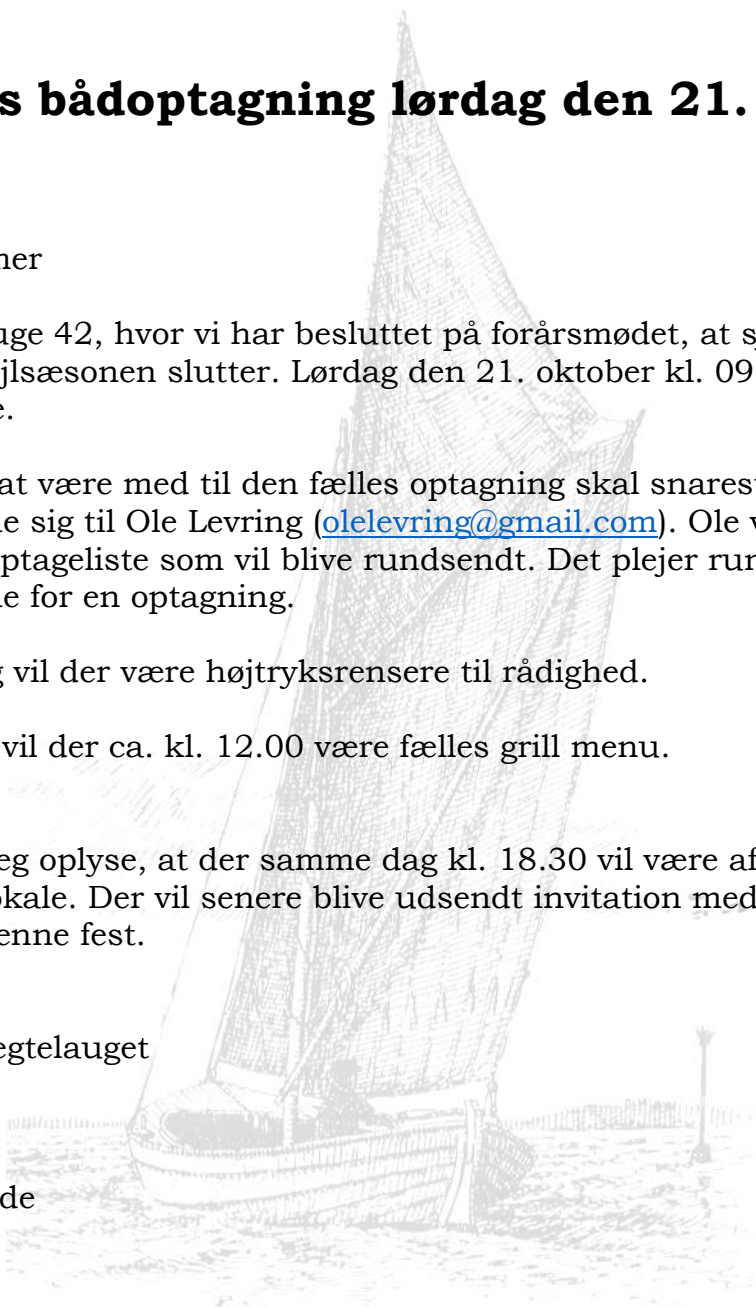 s bådoptagning lørdag den 21.
ner
uge 42, hvor vi har besluttet på forårsmødet, at s
jlsæsonen slutter. Lørdag den 21. oktober kl. 09
e.
at være med til den fælles optagning skal snarest
e sig til Ole Levring (olelevring@gmail.com). Ole v
ptageliste som vil blive rundsendt. Det plejer run
e for en optagning.
g vil der være højtryksrensere til rådighed.
vil der ca. kl. 12.00 være fælles grill menu.
eg oplyse, at der samme dag kl. 18.30 vil være af
okale. Der vil senere blive udsendt invitation med
enne fest.
egtelauget
de